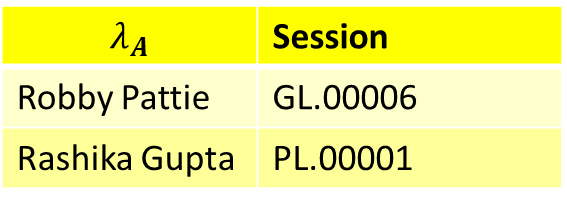 λ_A Session
Robby Pattie GL.00006
Rashika Gupta PL.00001